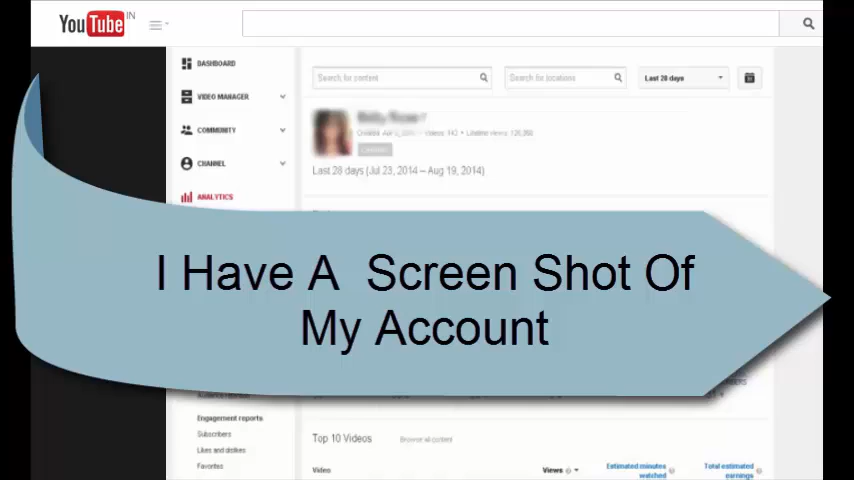 YouTube IN
DASHBOARD
VIDEO MANAGER
COMMUNITY
CHANNEL
ANALYTICS
Search for content
Search for locations
Last 28 days
Last 28 days (Jul 23, 2014 – Aug 19, 2014)
I Have A Screen Shot Of
My Account
Engagement reports
Subscribers
Likes and dislikes
Favorites
Top 10 Videos
Browse all content
Video
Views
Estimated minutes
watched
Total estimated
earnings